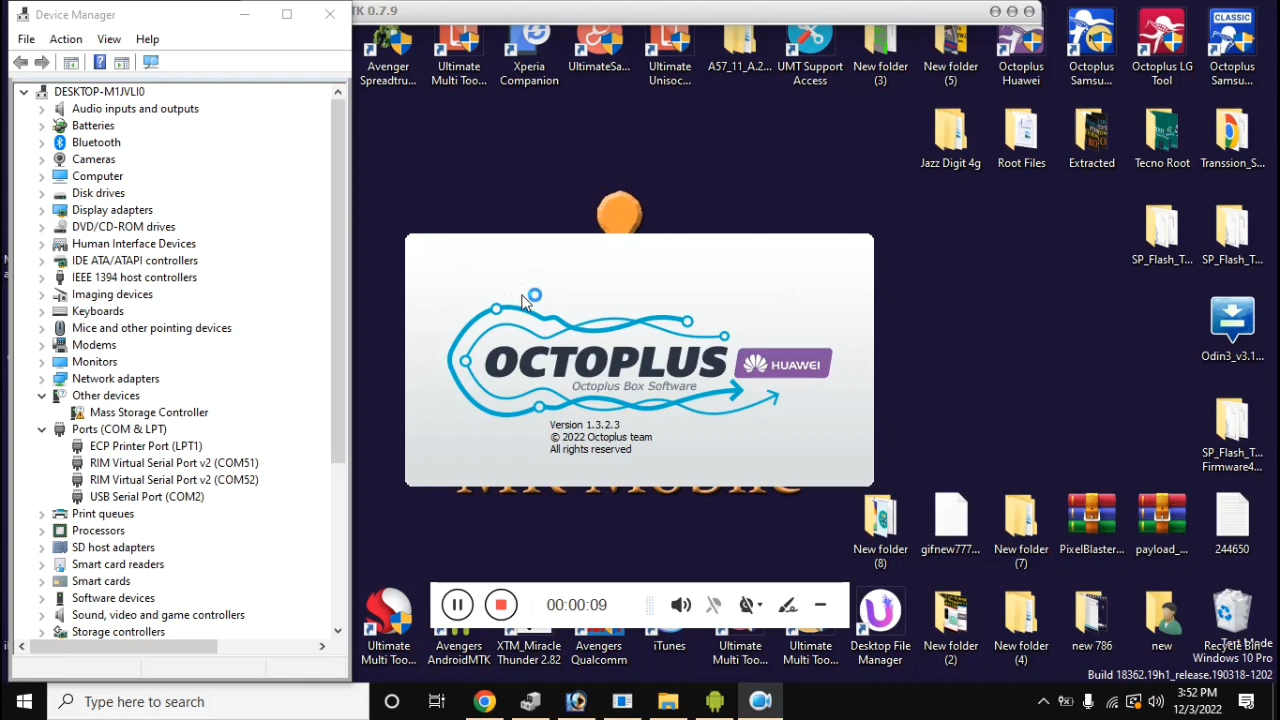 Device Manager
TK 0.7.9
File Action View Help
DESKTOP-M1JVLI0
Audio inputs and outputs
Batteries
Bluetooth
Cameras
Computer
Disk drives
Display adapters
DVD/CD-ROM drives
Human Interface Devices
IDE ATA/ATAPI controllers
IEEE 1394 host controllers
Imaging devices
Keyboards
Mice and other pointing devices
Modems
Monitors
Network adapters
Other devices
Mass Storage Controller
Ports (COM & LPT)
ECP Printer Port (LPT1)
RIM Virtual Serial Port v2 (COM51)
RIM Virtual Serial Port v2 (COM52)
USB Serial Port (COM2)
Print queues
Processors
SD host adapters
Smart card readers
Smart cards
Software devices
Sound, video and game controllers
Storage controllers
Avenger
Spreadtru...
Ultimate
Multi Too...
Xperia
Companion
UltimateSa...
Ultimate
Unisoc...
A57_11_A.2...
UMT Support
Access
New folder
(3)
New folder
(5)
Octoplus
Huawei
Octoplus
Samsu...
Octoplus LG
Tool
CLASSIC
Octoplus
Samsu...
Jazz Digit 4g
Root Files
Extracted
Tecno Root
Transsion_S...
SP_Flash_T...
SP_Flash_T...
Odin3_v3.1...
SP_Flash_T...
Firmware4...
OCTOPLUS
HUAWEI
Octoplus Box Software
Version 1.3.2.3
© 2022 Octoplus team
All rights reserved
New folder
(8)
gifnew777...
New folder
(7)
PixelBlaster...
payload_...
244650
00:00:09
Ultimate
Multi Too...
Avengers
AndroidMTK
XTM_Miracle
Thunder 2.82
Avengers
Qualcomm
iTunes
Ultimate
Multi Too...
Ultimate
Multi Too...
Desktop File
Manager
New folder
(2)
New folder
(4)
new 786
new
Recycle Bin
Test Mode
Windows 10 Pro
Build 18362.19h1_release.190318-1202
Type here to search
3:52 PM
12/3/2022